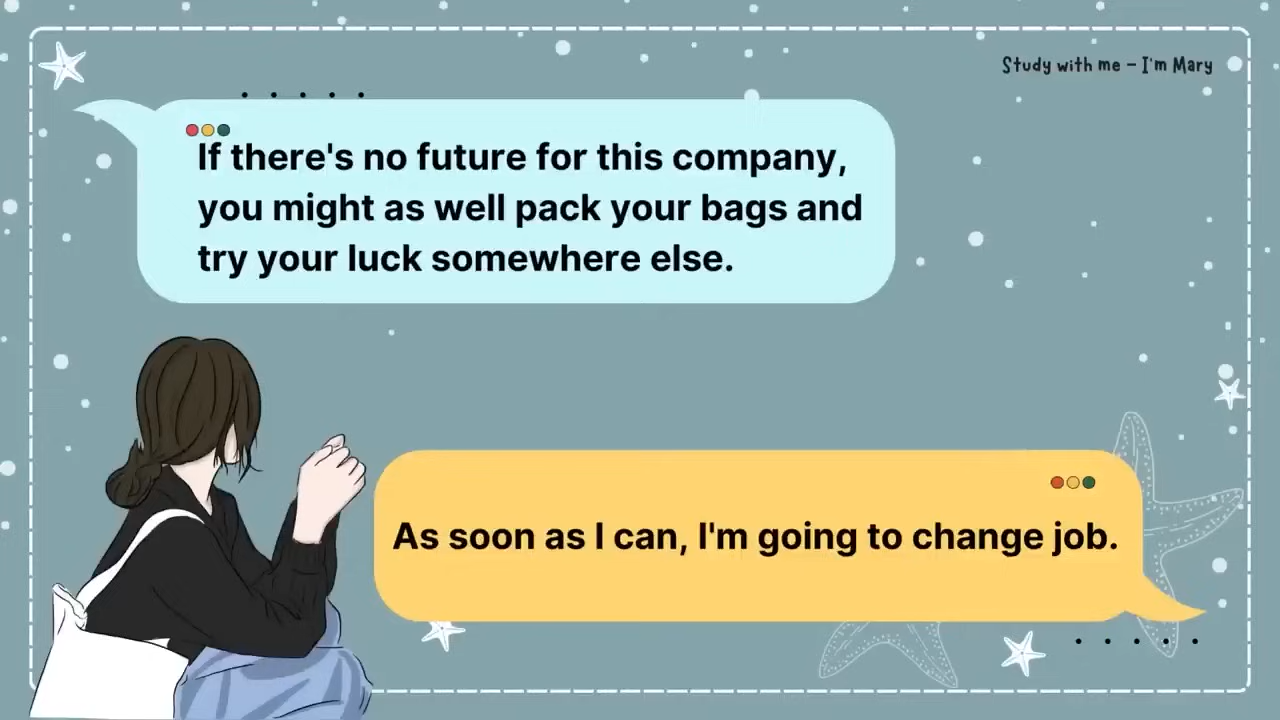 Study with me - I'm Mary
If there's no future for this company,
you might as well pack your bags and
try your luck somewhere else.
As soon as I can, I'm going to change job.